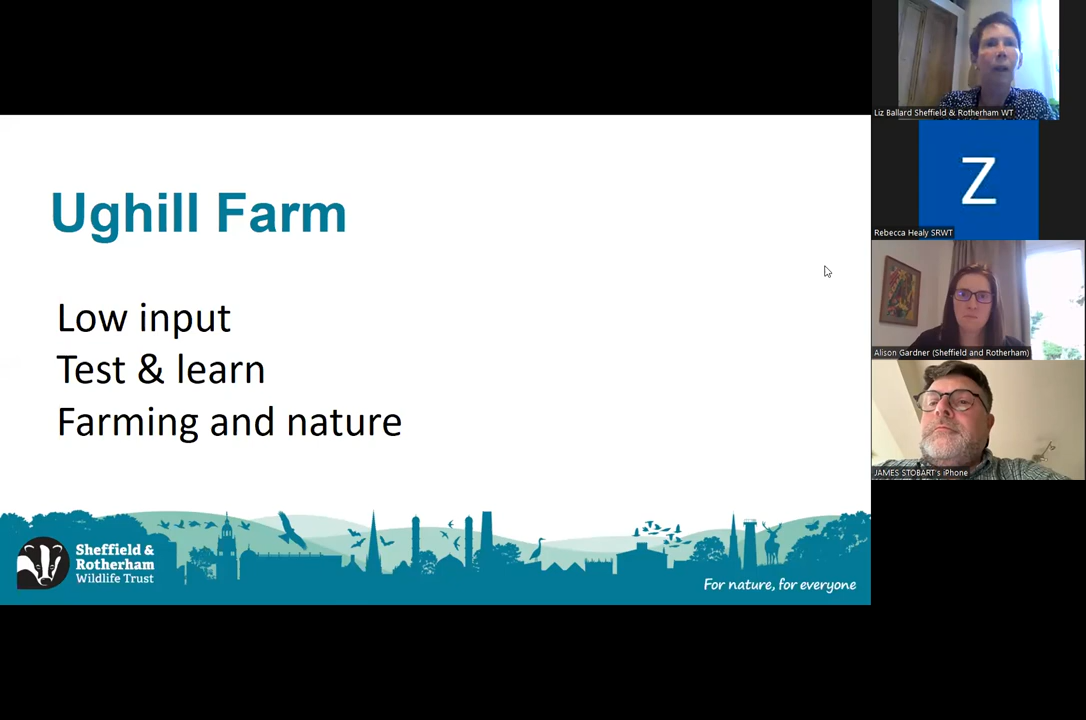 Ughill Farm
Low input
Test & learn
Farming and nature
Sheffield &
Rotherham
Wildlife Trust
For nature, for everyone
Liz Ballard Sheffield & Rotherham WT
Z
Rebecca Healy SRWT
Alison Gardner (Sheffield and Rotherham)
JAMES STOBART's iPhone